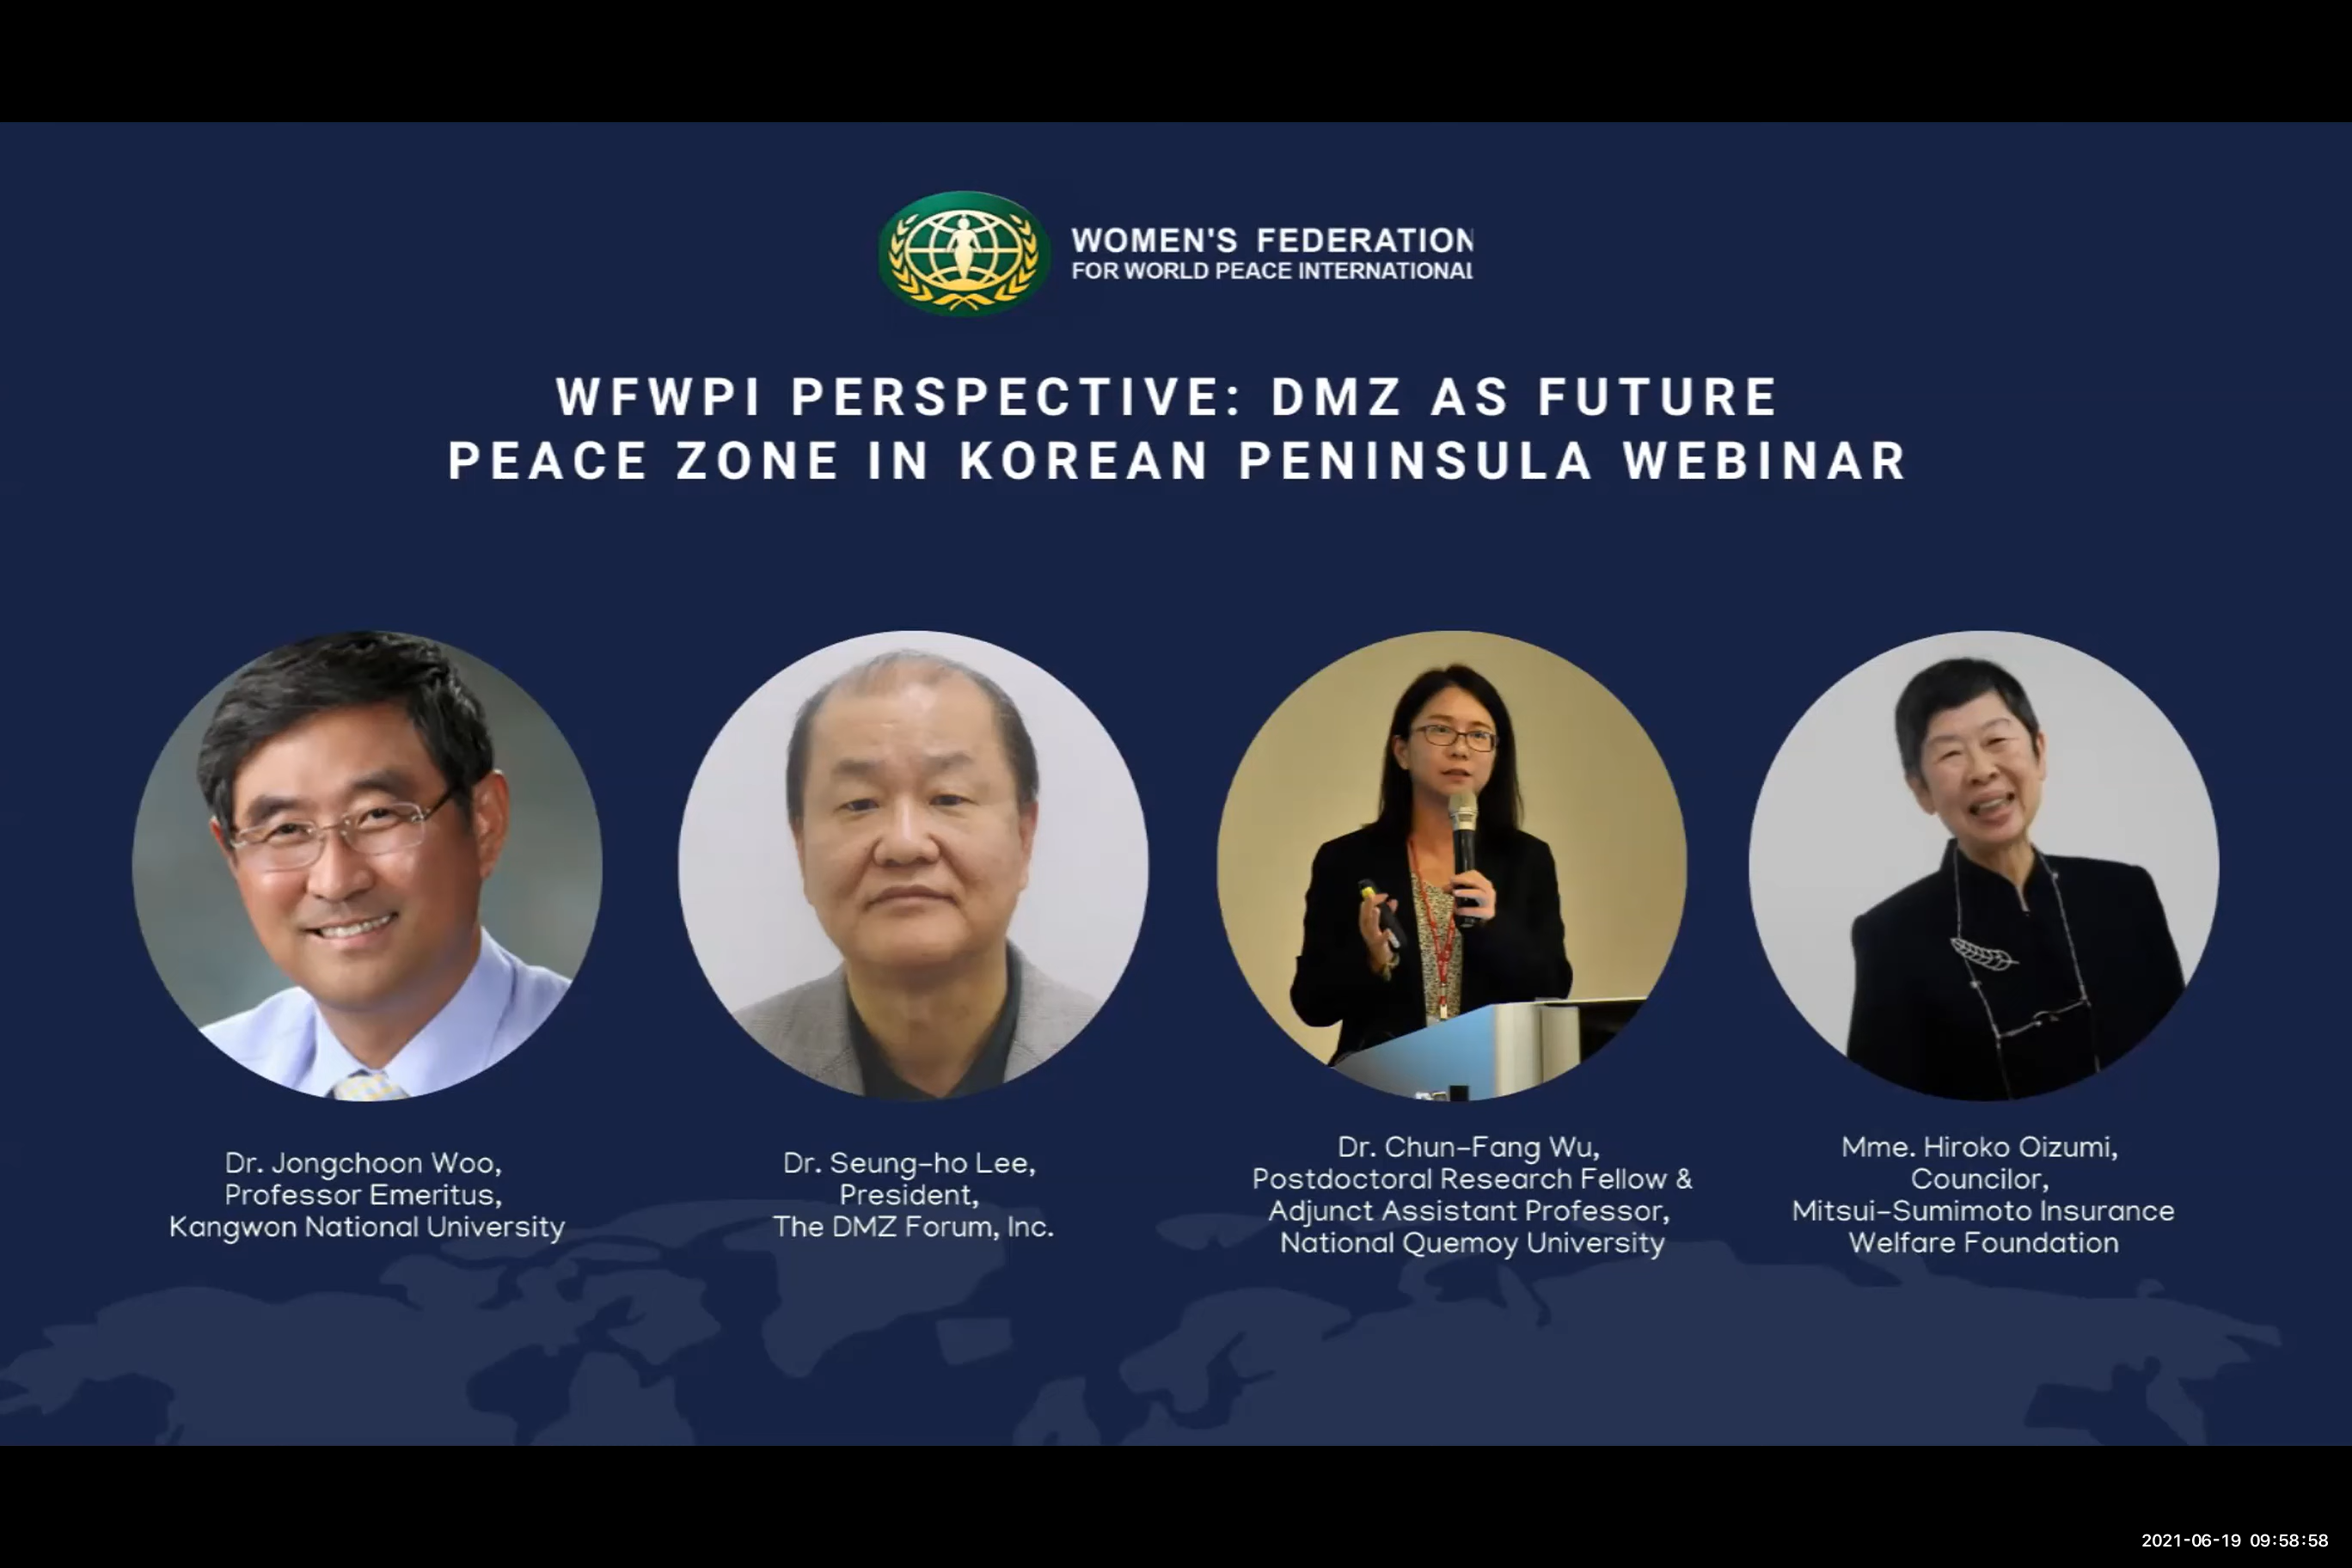 WOMEN'S FEDERATION
FOR WORLD PEACE INTERNATIONAL
WFWPI PERSPECTIVE: DMZ AS FUTURE
PEACE ZONE IN KOREAN PENINSULA WEBINAR
Dr. Jongchoon Woo,
Professor Emeritus,
Kangwon National University
Dr. Seung-ho Lee,
President,
The DMZ Forum, Inc.
Dr. Chun-Fang Wu,
Postdoctoral Research Fellow &
Adjunct Assistant Professor,
National Quemoy University
Mme. Hiroko Oizumi,
Councilor,
Mitsui-Sumimoto Insurance
Welfare Foundation
2021-06-19 09:58:58